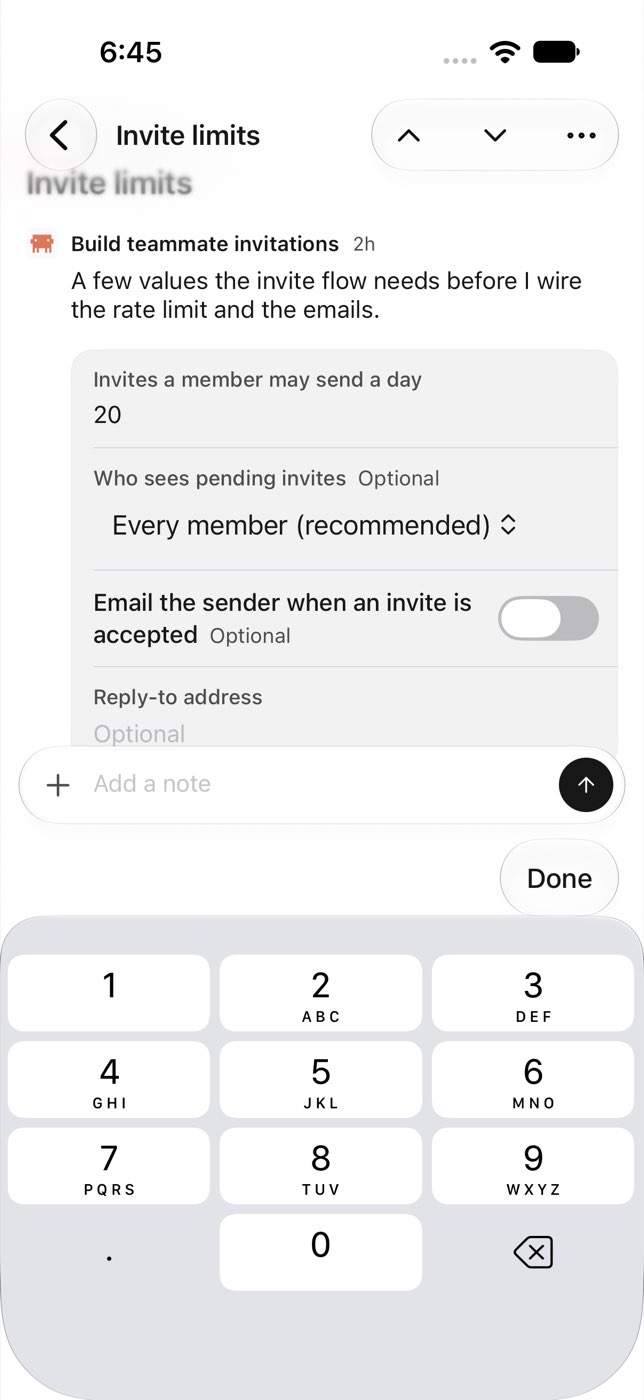 6:45
Invite limits
Invite limits
Build teammate invitations 2h
A few values the invite flow needs before I wire
the rate limit and the emails.
Invites a member may send a day
20
Who sees pending invites Optional
Every member (recommended)
Email the sender when an invite is
accepted Optional
Reply-to address
Optional
Add a note
Done
1
2
ABC
3
DEF
4
GHI
5
JKL
6
MNO
7
PQRS
8
TUV
9
WXYZ
.
0